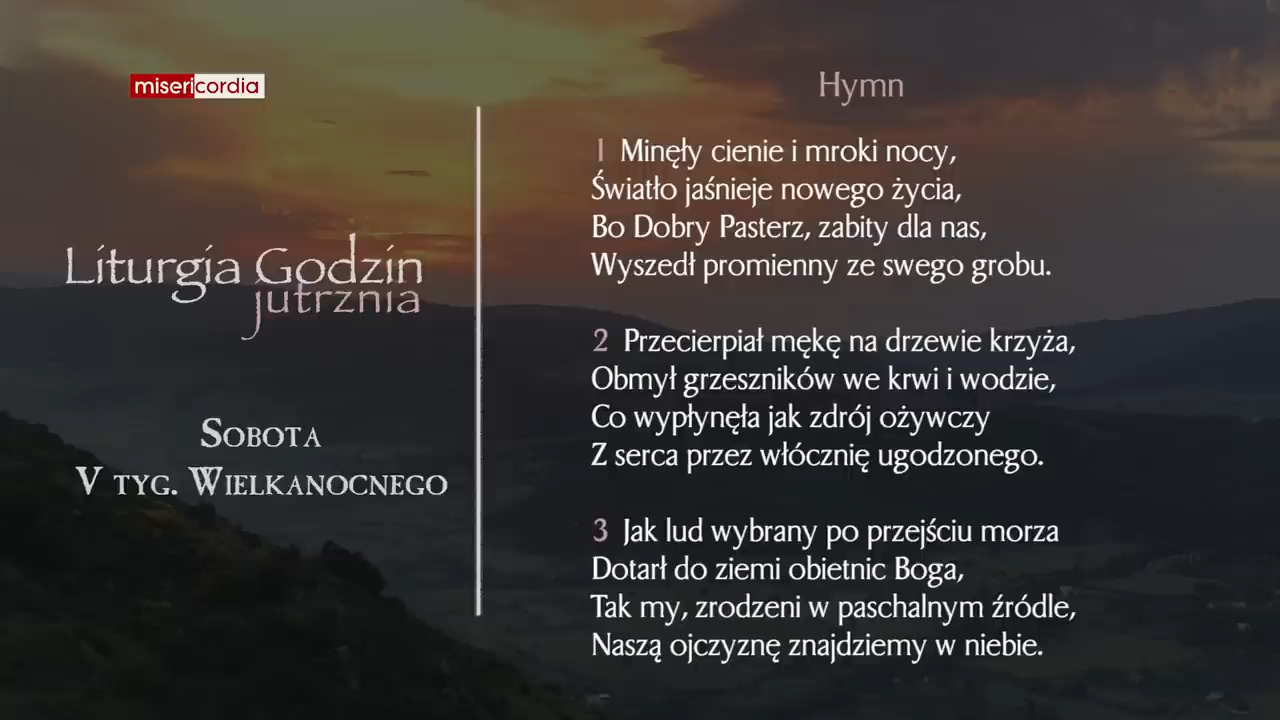 misericordia
Liturgia Godzin
jutrznia
Sobota
V tyg. Wielkanocnego
Hymn
1 Minęły cienie i mroki nocy,
Światło jaśnieje nowego życia,
Bo Dobry Pasterz, zabity dla nas,
Wyszedł promienny ze swego grobu.
2 Przecierpiał mękę na drzewie krzyża,
Obmył grzeszników we krwi i wodzie,
Co wypłynęła jak zdrój ożywczy
Z serca przez włócznię ugodzonego.
3 Jak lud wybrany po przejściu morza
Dotarł do ziemi obietnic Boga,
Tak my, zrodzeni w paschalnym źródle,
Naszą ojczyznę znajdziemy w niebie.